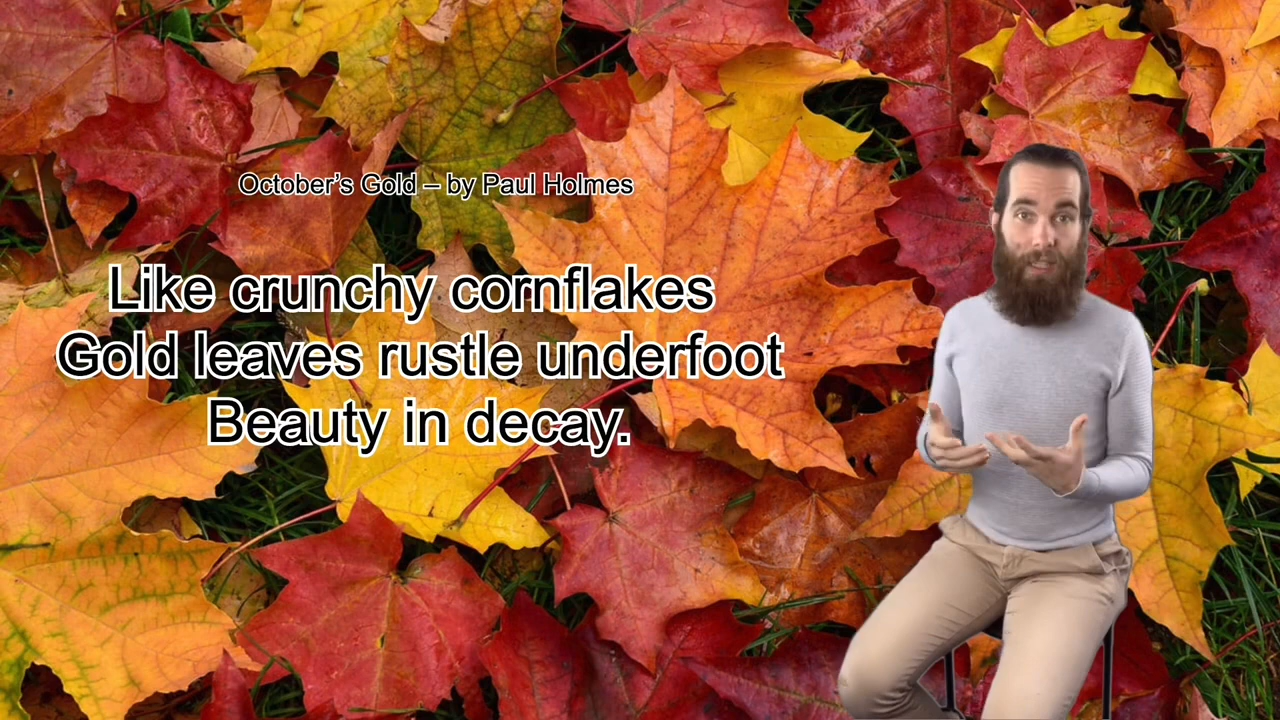 October’s Gold – by Paul Holmes
Like crunchy cornflakes
Gold leaves rustle underfoot
Beauty in decay.